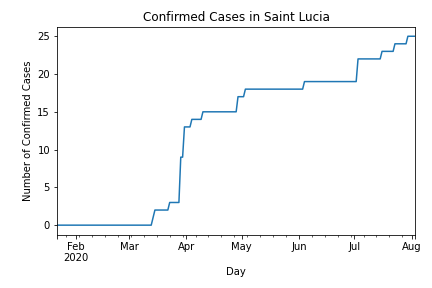 Confirmed Cases in Saint Lucia
25
20
15
10
5
0
Number of Confirmed Cases
Feb Mar Apr May Jun Jul Aug
2020
Day